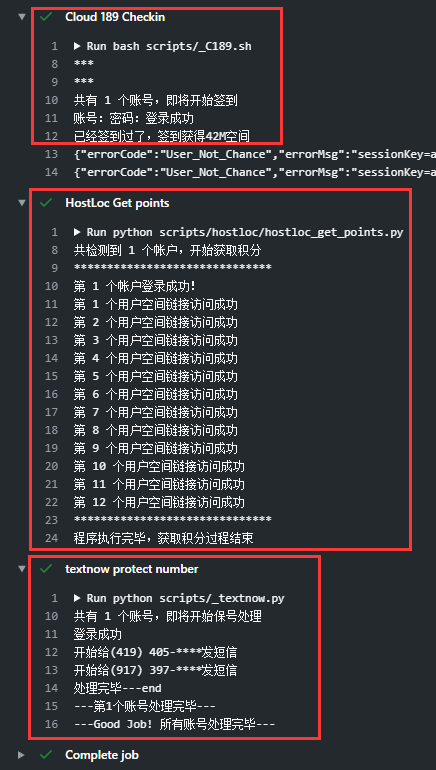 Cloud 189 Checkin
1 ▶ Run bash scripts/_C189.sh
8 ***
9 ***
10 共有 1 个账号，即将开始签到
11 账号：密码：登录成功
12 已经签到过了，签到获得42M空间
13 {"errorCode":"User_Not_Chance","errorMsg":"sessionKey=a
14 {"errorCode":"User_Not_Chance","errorMsg":"sessionKey=a
HostLoc Get points
1 ▶ Run python scripts/hostloc/hostloc_get_points.py
8 共检测到 1 个帐户，开始获取积分
9 ******************************
10 第 1 个帐户登录成功!
11 第 1 个用户空间链接访问成功
12 第 2 个用户空间链接访问成功
13 第 3 个用户空间链接访问成功
14 第 4 个用户空间链接访问成功
15 第 5 个用户空间链接访问成功
16 第 6 个用户空间链接访问成功
17 第 7 个用户空间链接访问成功
18 第 8 个用户空间链接访问成功
19 第 9 个用户空间链接访问成功
20 第 10 个用户空间链接访问成功
21 第 11 个用户空间链接访问成功
22 第 12 个用户空间链接访问成功
23 ******************************
24 程序执行完毕，获取积分过程结束
textnow protect number
1 ▶ Run python scripts/_textnow.py
10 共有 1 个账号，即将开始保号处理
11 登录成功
12 开始给(419) 405-****发短信
13 开始给(917) 397-****发短信
14 处理完毕---end
15 ---第1个账号处理完毕---
16 ---Good Job! 所有账号处理完毕---
Complete job